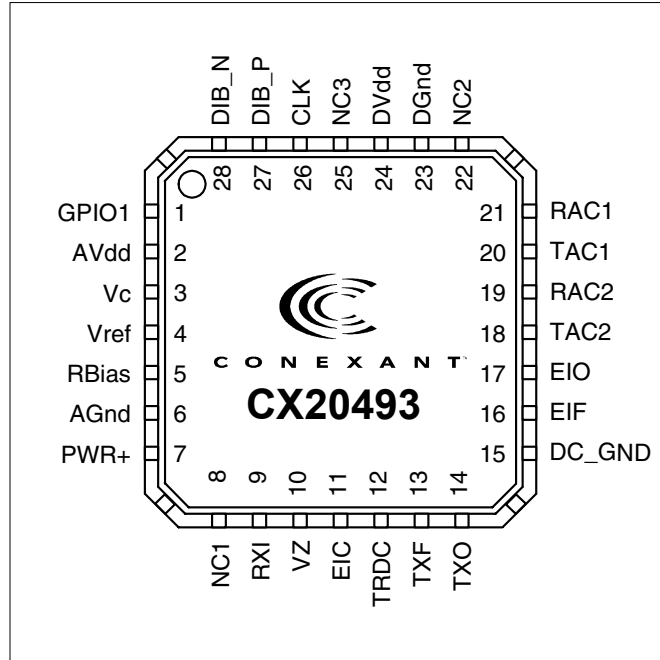 DIB_N
DIB_P
CLK
NC3
DVdd
DGnd
NC2
28
27
26
25
24
23
22
GPIO1 1
AVdd 2
Vc 3
Vref 4
RBias 5
AGnd 6
PWR+ 7
21 RAC1
20 TAC1
19 RAC2
18 TAC2
17 EIO
16 EIF
15 DC_GND
CONEXANT™
CX20493
8
9
10
11
12
13
14
NC1
RXI
VZ
EIC
TRDC
TXF
TXO